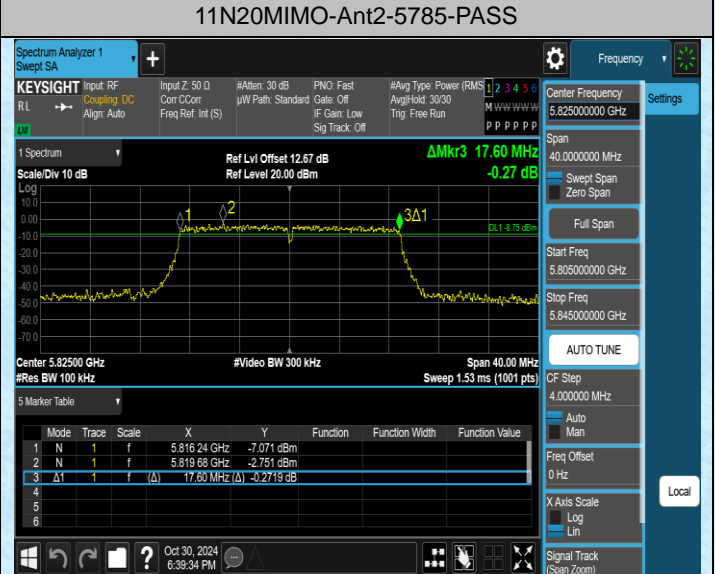 11N20MIMO-Ant2-5785-PASS
Spectrum Analyzer 1
Swept SA
+
Frequency
KEYSIGHT Input: RF Input Z: 50 Ω #Atten: 30 dB PNO: Fast #Avg Type: Power (RMS 1 2 3 4 5 6
RL Coupling: DC Corr CCorr µW Path: Standard Gate: Off Avg|Hold: 30/30 M W W W W W
Align: Auto Freq Ref: Int (S) IF Gain: Low Trig: Free Run
Sig Track: Off P P P P P P
LXI
1 Spectrum
Scale/Div 10 dB
Ref Lvl Offset 12.67 dB
Ref Level 20.00 dBm
ΔMkr3 17.60 MHz
-0.27 dB
Log
10.0
0.00
-10.0
-20.0
-30.0
-40.0
-50.0
-60.0
-70.0
1
2
3Δ1
DL1 -8.75 dBm
Center 5.82500 GHz #Video BW 300 kHz Span 40.00 MHz
#Res BW 100 kHz Sweep 1.53 ms (1001 pts)
5 Marker Table
Mode Trace Scale X Y Function Function Width Function Value
1 N 1 f 5.816 24 GHz -7.071 dBm
2 N 1 f 5.819 68 GHz -2.751 dBm
3 Δ1 1 f (Δ) 17.60 MHz (Δ) -0.2719 dB
4
5
6
Center Frequency
5.825000000 GHz
Settings
Span
40.0000000 MHz
Swept Span
Zero Span
Full Span
Start Freq
5.805000000 GHz
Stop Freq
5.845000000 GHz
AUTO TUNE
CF Step
4.000000 MHz
Auto
Man
Freq Offset
0 Hz
X Axis Scale
Log
Lin
Local
Signal Track
(Span Zoom)
?
Oct 30, 2024
6:39:34 PM